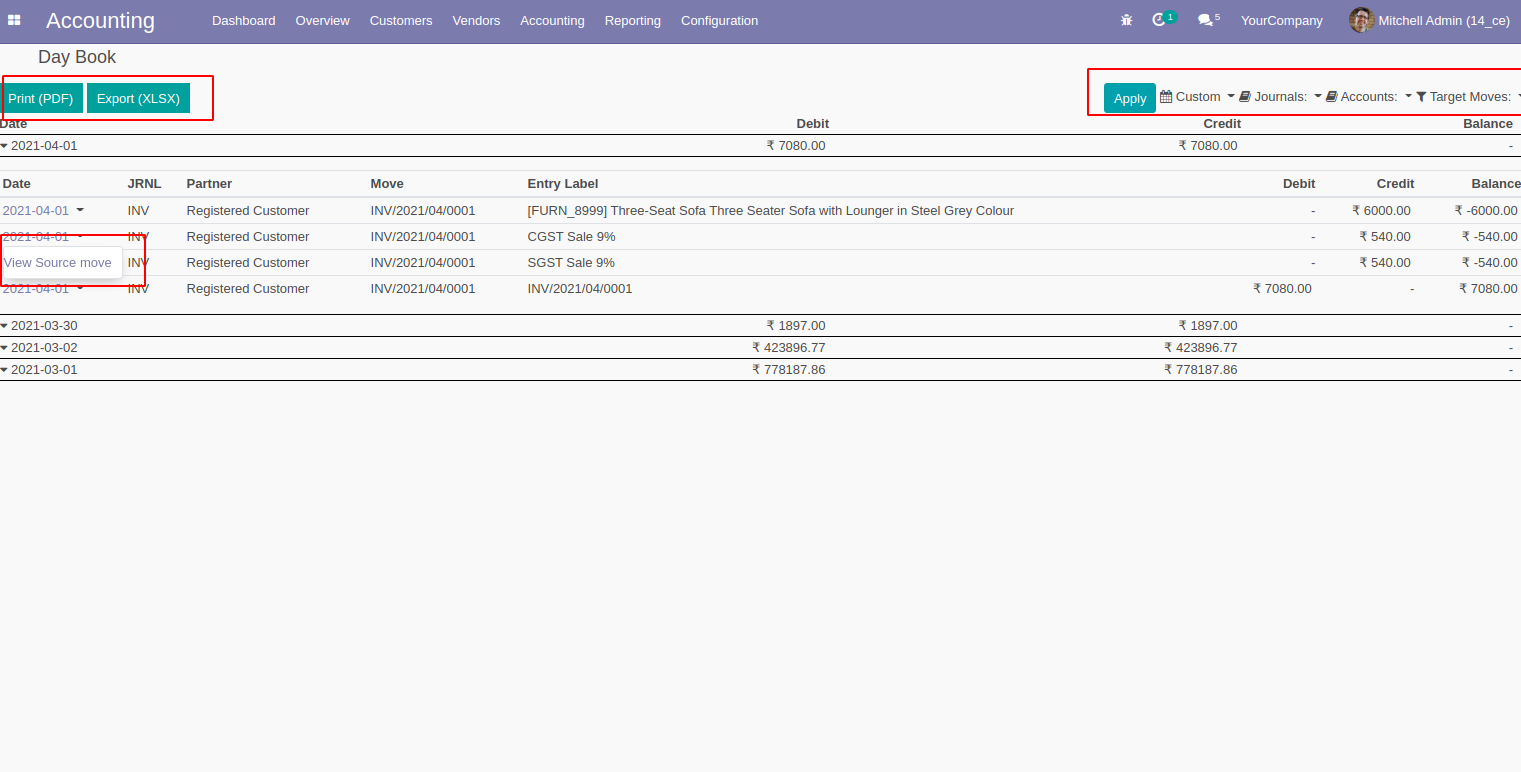 Accounting Dashboard Overview Customers Vendors Accounting Reporting Configuration 1 5 YourCompany Mitchell Admin (14_ce)
Day Book
Print (PDF) Export (XLSX) Apply Custom Journals: Accounts: Target Moves:
Date Debit Credit Balance
2021-04-01 ₹ 7080.00 ₹ 7080.00 -
Date JRNL Partner Move Entry Label Debit Credit Balance
2021-04-01 INV Registered Customer INV/2021/04/0001 [FURN_8999] Three-Seat Sofa Three Seater Sofa with Lounger in Steel Grey Colour - ₹ 6000.00 ₹ -6000.00
2021-04-01 INV Registered Customer INV/2021/04/0001 CGST Sale 9% - ₹ 540.00 ₹ -540.00
View Source move INV Registered Customer INV/2021/04/0001 SGST Sale 9% - ₹ 540.00 ₹ -540.00
2021-04-01 INV Registered Customer INV/2021/04/0001 INV/2021/04/0001 ₹ 7080.00 - ₹ 7080.00
2021-03-30 ₹ 1897.00 ₹ 1897.00 -
2021-03-02 ₹ 423896.77 ₹ 423896.77 -
2021-03-01 ₹ 778187.86 ₹ 778187.86 -